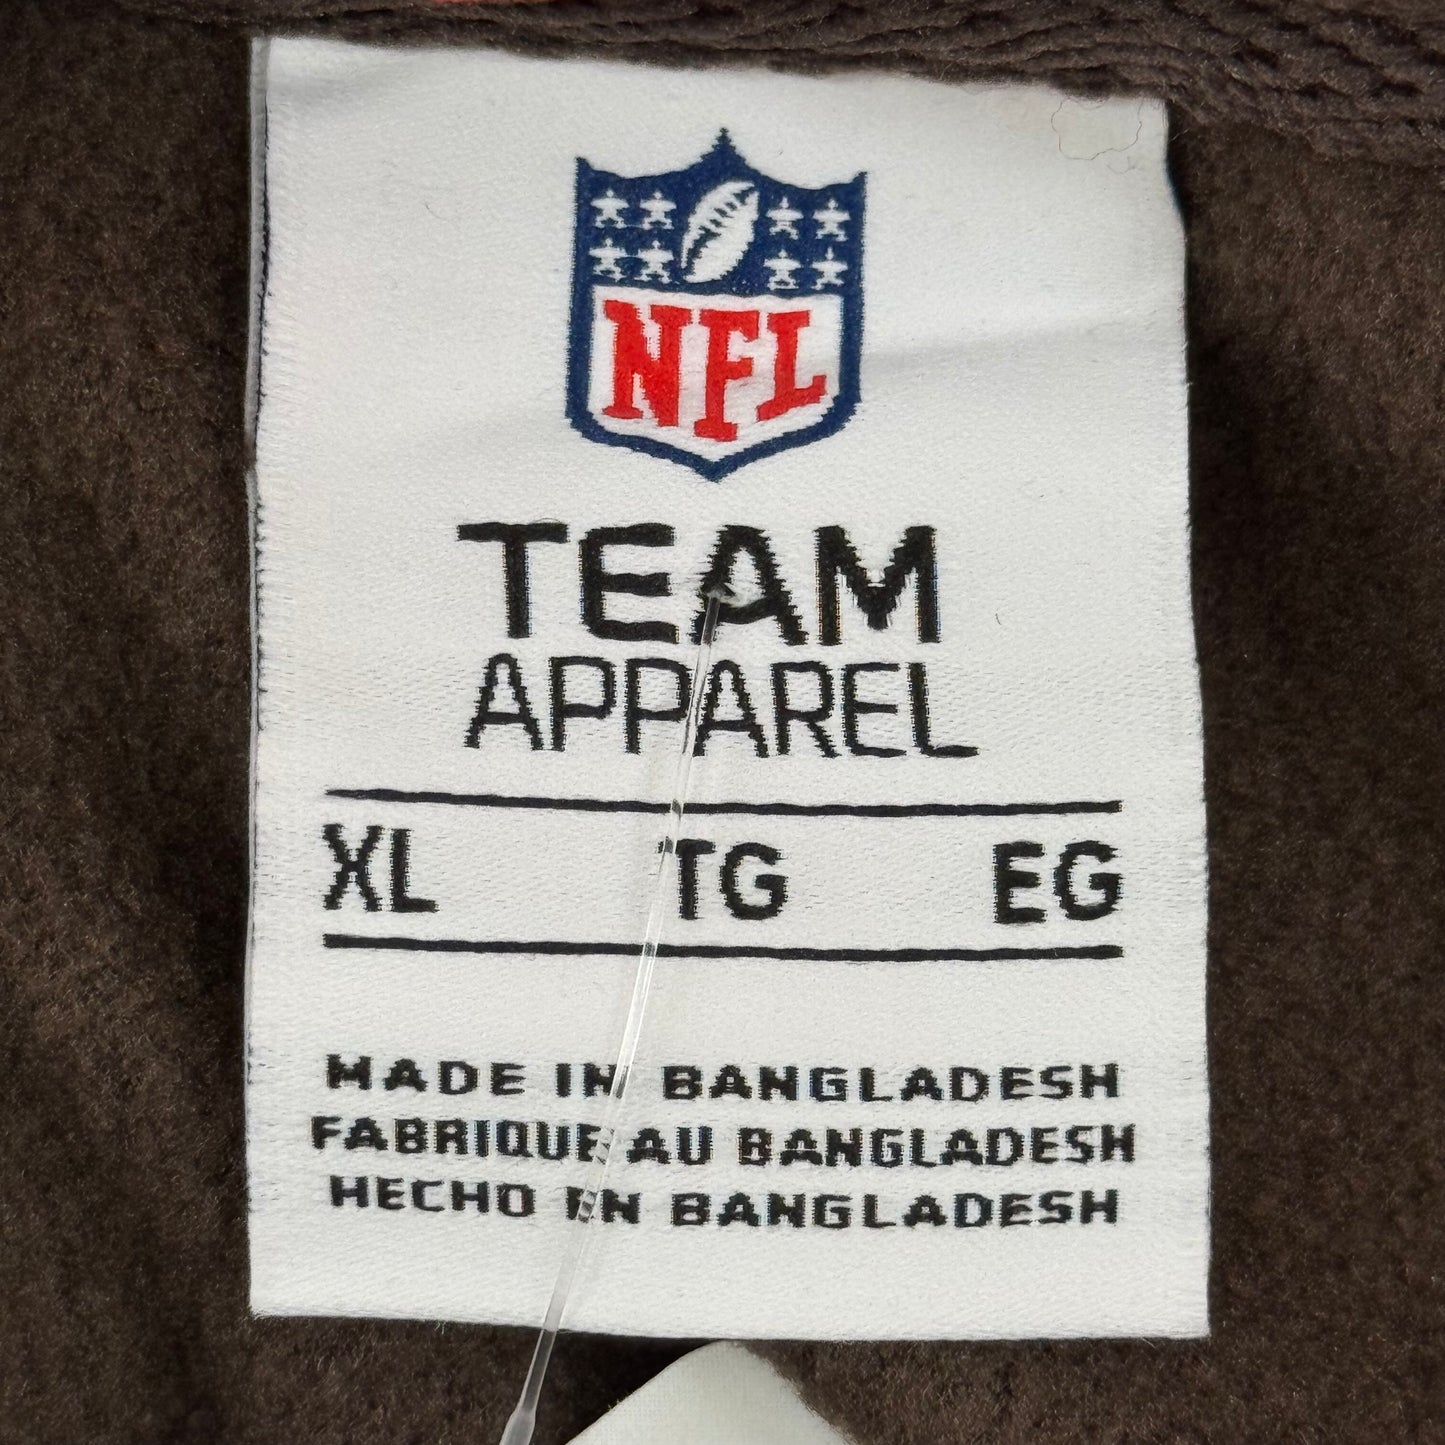 NFL
TEAM
APPAREL
XL TG EG
MADE IN BANGLADESH
FABRIQUE AU BANGLADESH
HECHO EN BANGLADESH